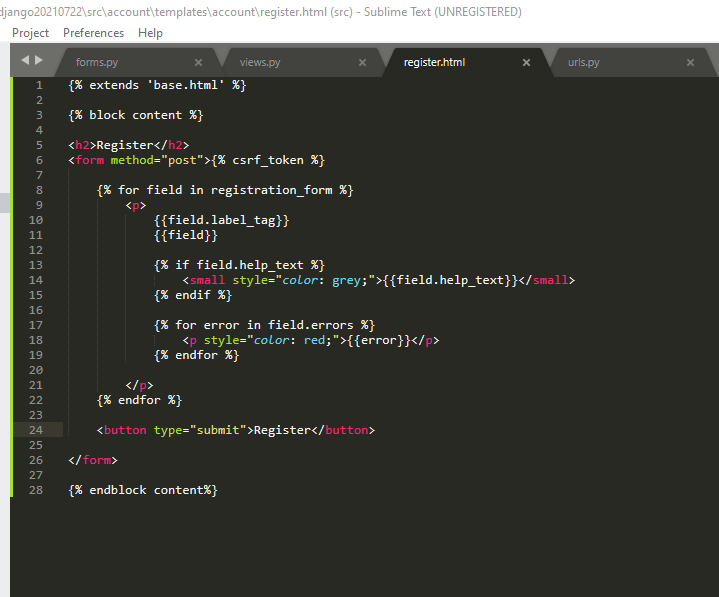 django20210722\src\account\templates\account\register.html (src) - Sublime Text (UNREGISTERED)
Project Preferences Help
forms.py × views.py × register.html × urls.py ×
1 {% extends 'base.html' %}
2
3 {% block content %}
4
5 <h2>Register</h2>
6 <form method="post">{% csrf_token %}
7
8 {% for field in registration_form %}
9 <p>
10 {{field.label_tag}}
11 {{field}}
12
13 {% if field.help_text %}
14 <small style="color: grey;">{{field.help_text}}</small>
15 {% endif %}
16
17 {% for error in field.errors %}
18 <p style="color: red;">{{error}}</p>
19 {% endfor %}
20
21 </p>
22 {% endfor %}
23
24 <button type="submit">Register</button>
25
26 </form>
27
28 {% endblock content%}